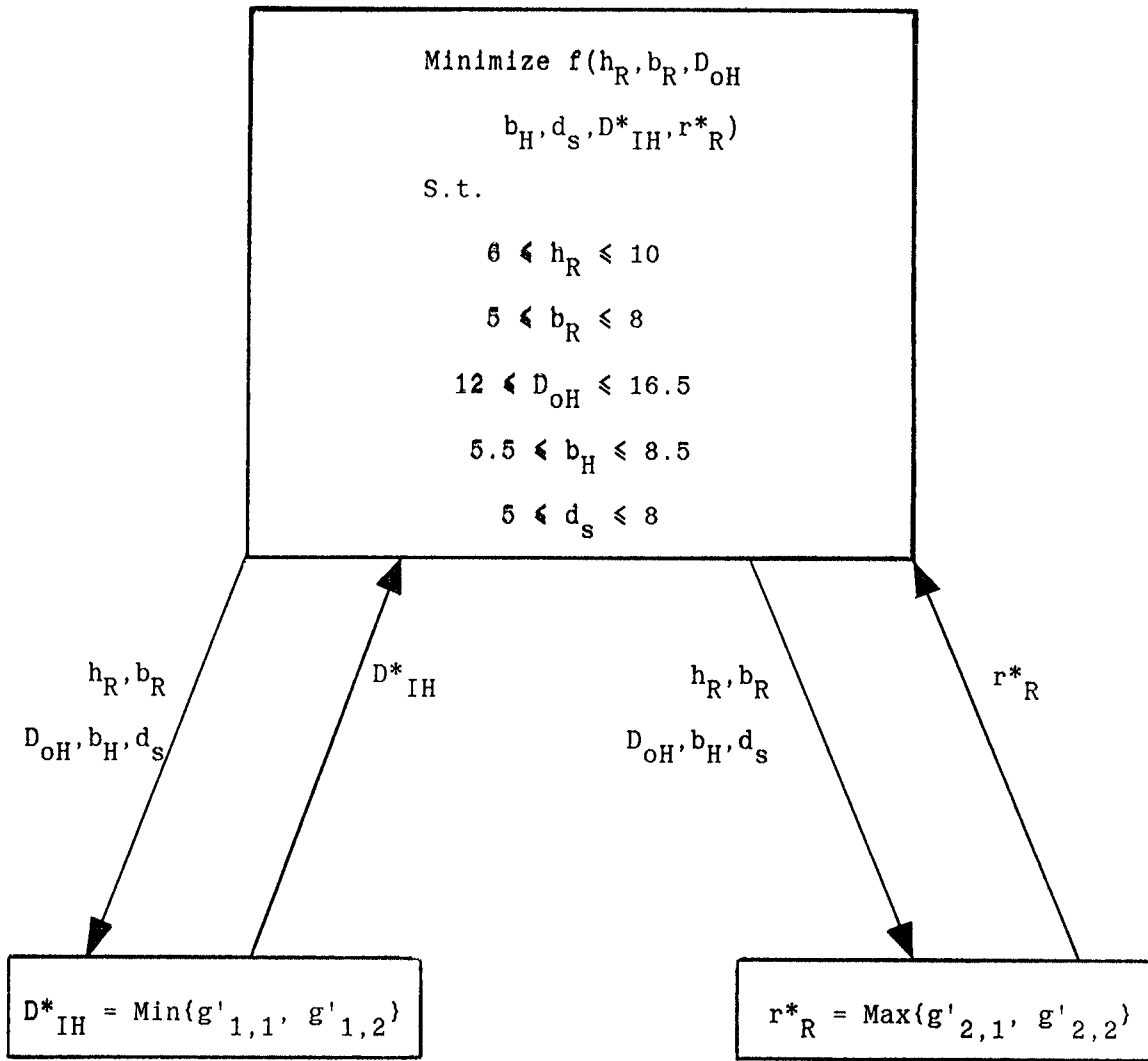 Minimize f(h_R,b_R,D_oH
b_H,d_s,D*_IH,r*_R)
S.t.
6 ⩽ h_R ⩽ 10
5 ⩽ b_R ⩽ 8
12 ⩽ D_oH ⩽ 16.5
5.5 ⩽ b_H ⩽ 8.5
5 ⩽ d_s ⩽ 8
h_R,b_R
D_oH,b_H,d_s
D*_IH
h_R,b_R
D_oH,b_H,d_s
r*_R
D*_IH = Min{g'_1,1, g'_1,2}
r*_R = Max{g'_2,1, g'_2,2}